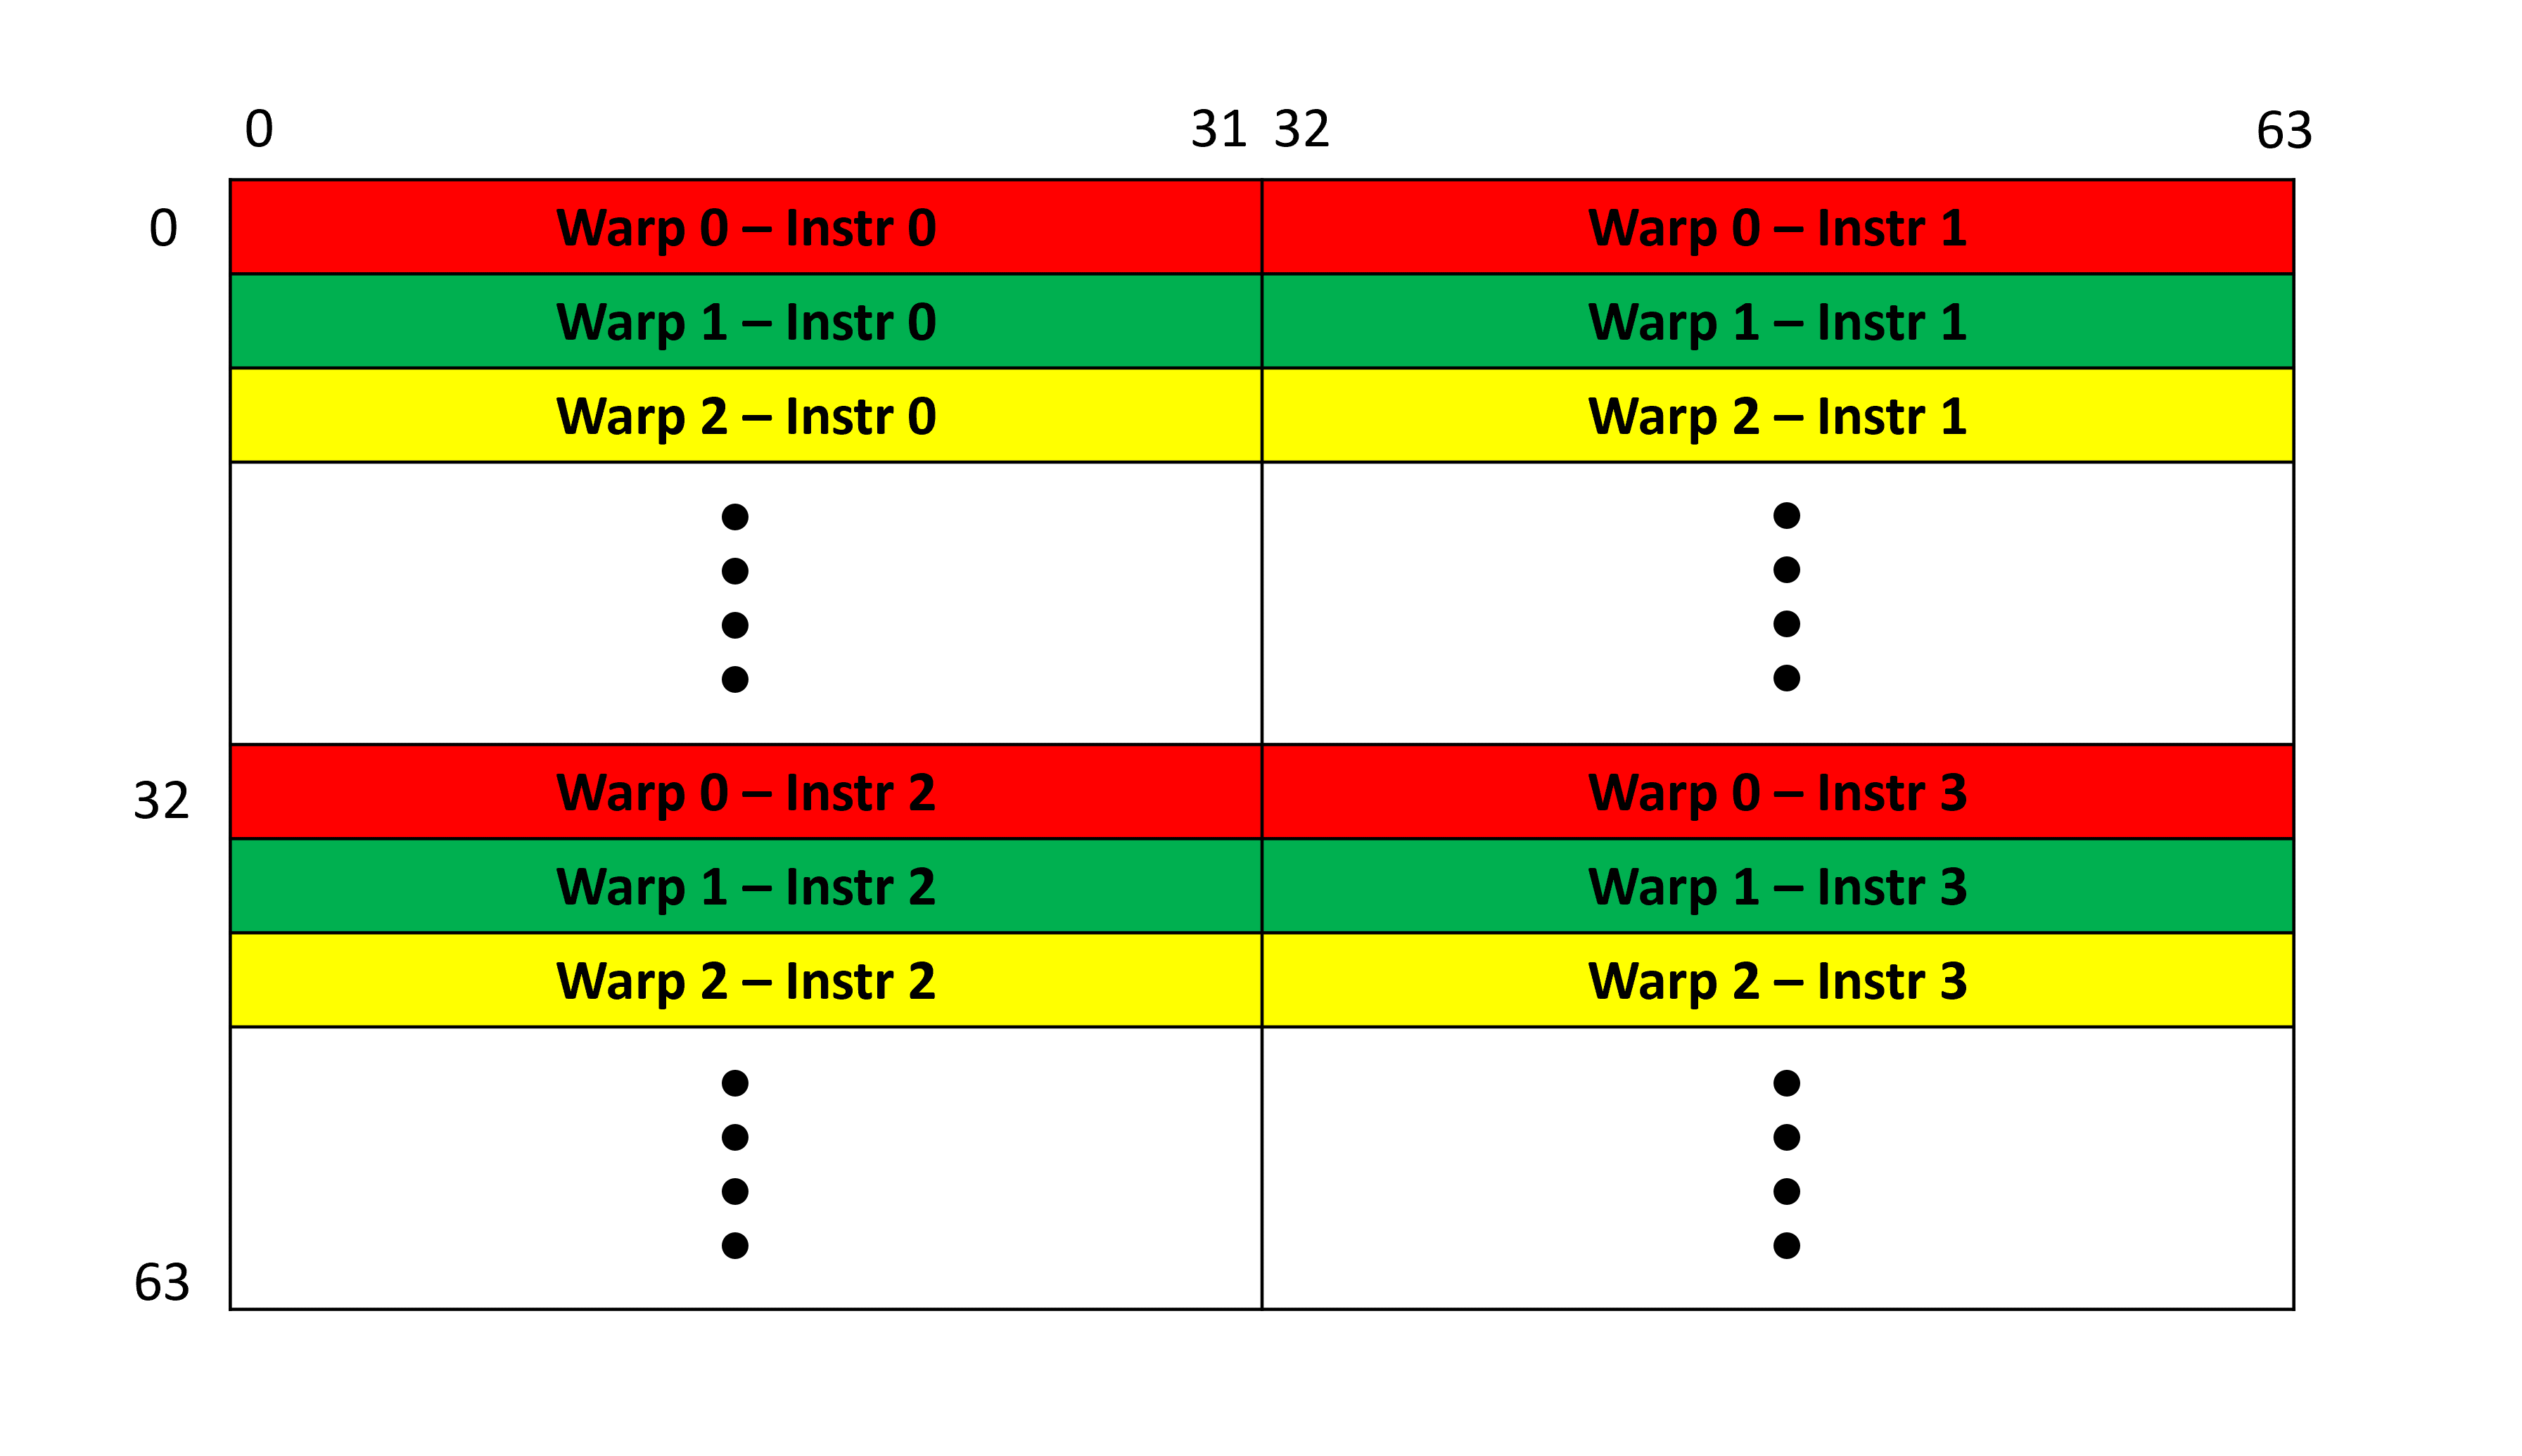 0 31 32 63
0 Warp 0 – Instr 0 Warp 0 – Instr 1
Warp 1 – Instr 0 Warp 1 – Instr 1
Warp 2 – Instr 0 Warp 2 – Instr 1
32 Warp 0 – Instr 2 Warp 0 – Instr 3
Warp 1 – Instr 2 Warp 1 – Instr 3
Warp 2 – Instr 2 Warp 2 – Instr 3
63